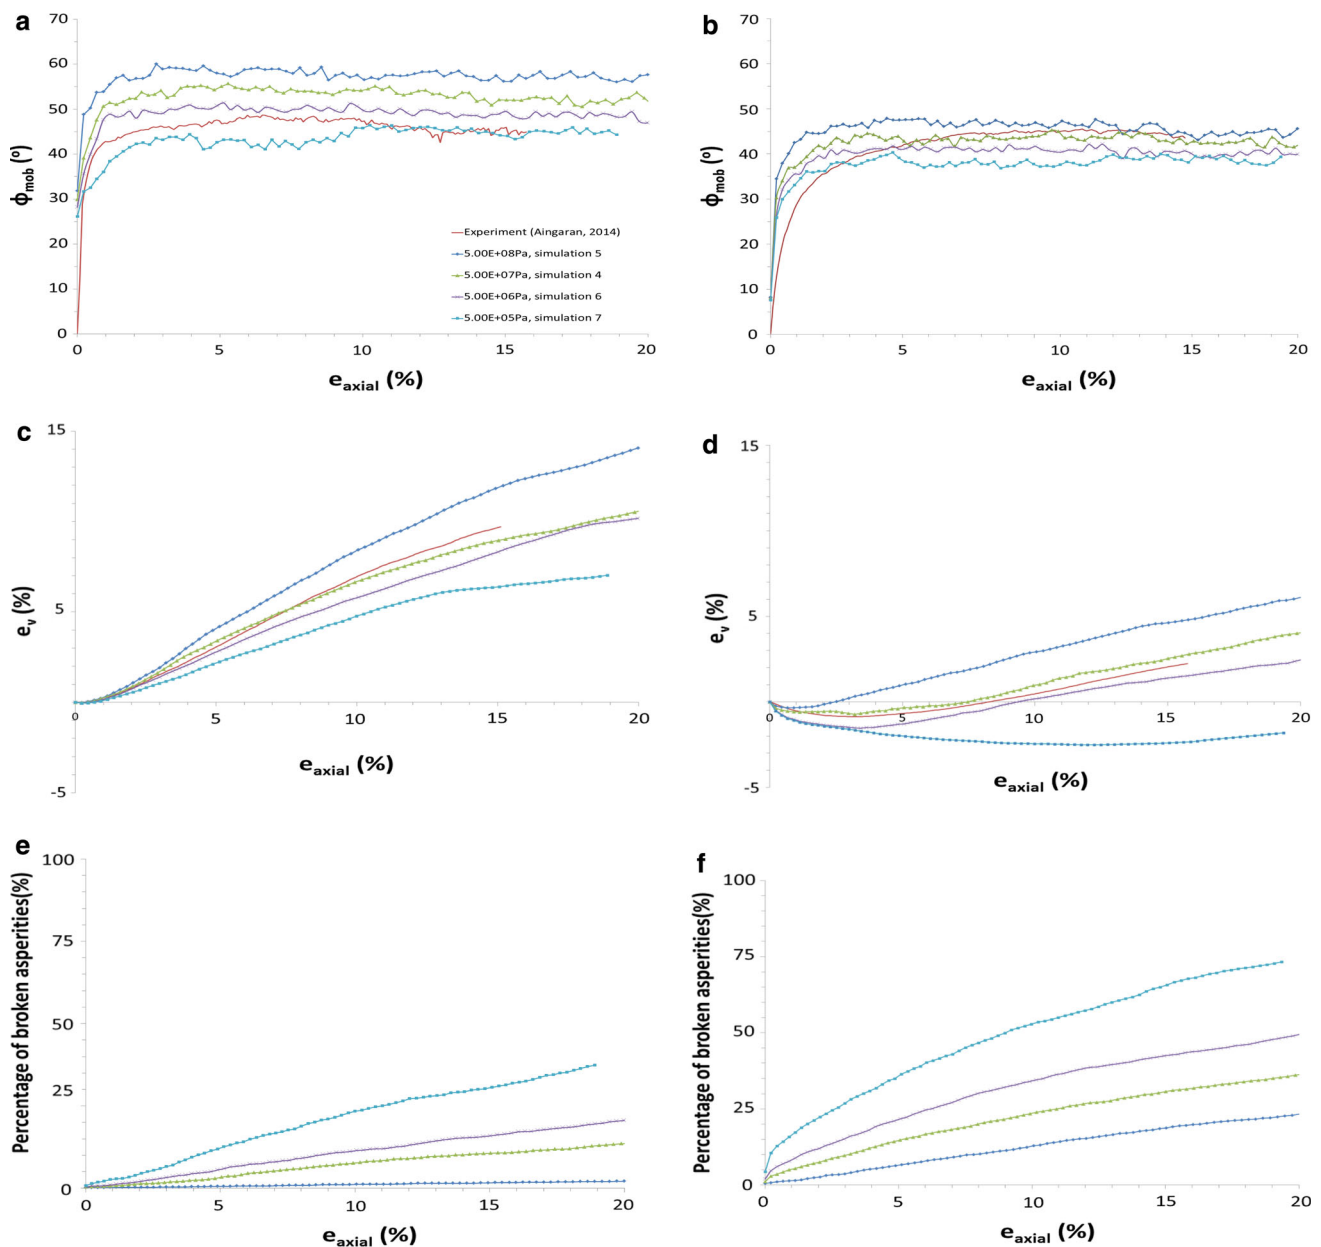 a
70
60
50
40
30
20
10
0
ϕmob (⁰)
0 5 10 15 20
eaxial (%)
Experiment (Aingaran, 2014)
5.00E+08Pa, simulation 5
5.00E+07Pa, simulation 4
5.00E+06Pa, simulation 6
5.00E+05Pa, simulation 7
b
70
60
50
40
30
20
10
0
ϕmob (⁰)
0 5 10 15 20
eaxial (%)
c
15
5
-5
ev (%)
0 5 10 15 20
eaxial (%)
d
15
5
-5
ev (%)
0 5 10 15 20
eaxial (%)
e
100
75
50
25
0
Percentage of broken asperities(%)
0 5 10 15 20
eaxial (%)
f
100
75
50
25
0
Percentage of broken asperities(%)
0 5 10 15 20
eaxial (%)